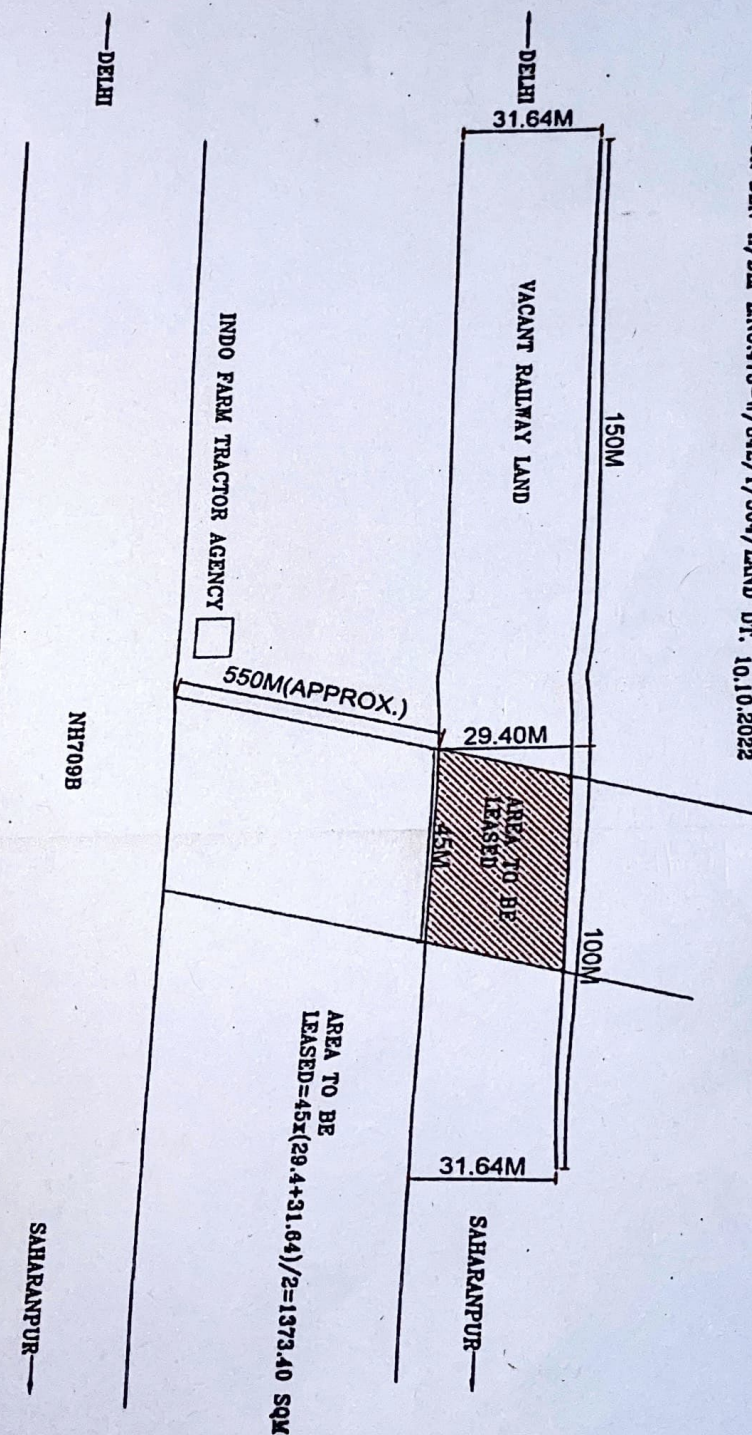 10.10.2022
←DELHI
31.64M
150M
VACANT RAILWAY LAND
29.40M
AREA TO BE
LEASED
45M
100M
31.64M
SAHARANPUR→
550M(APPROX.)
INDO FARM TRACTOR AGENCY
AREA TO BE
LEASED=45x(29.4+31.64)/2=1373.40 SQM
←DELHI
NH709B
SAHARANPUR→